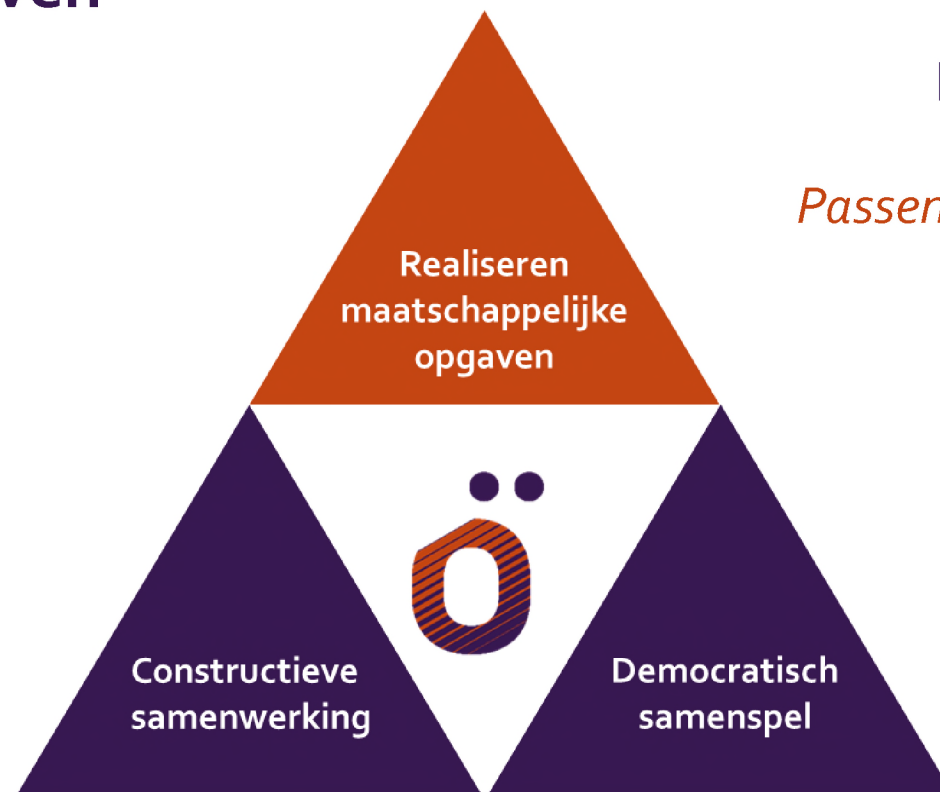 Realiseren
maatschappelijke
opgaven
Constructieve
samenwerking
Democratisch
samenspel